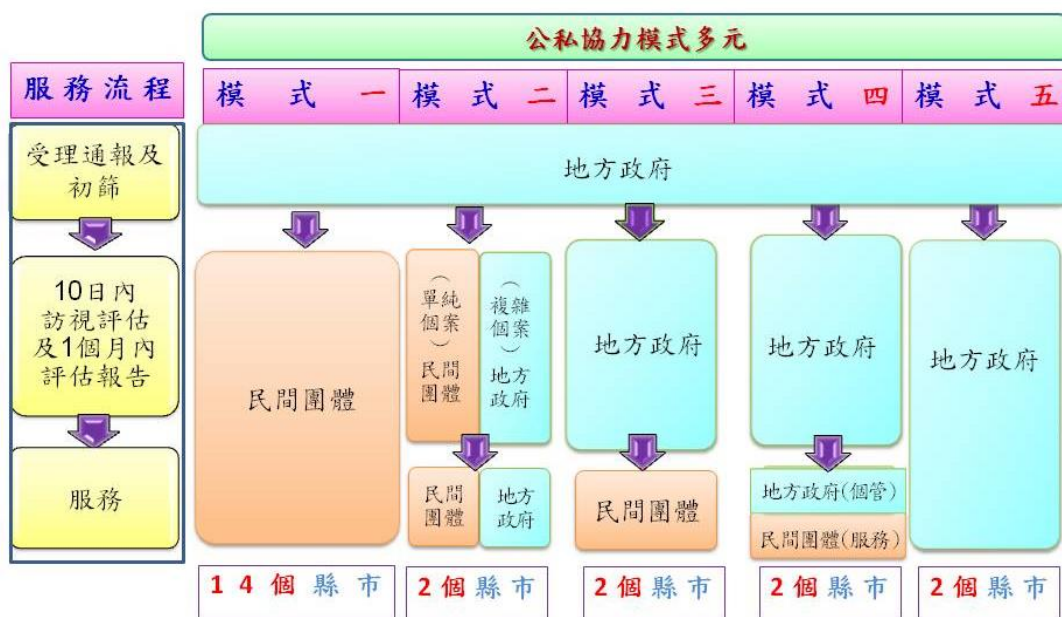 公私協力模式多元
服務流程
模式一
模式二
模式三
模式四
模式五
受理通報及
初篩
地方政府
10日內
訪視評估
及1個月內
評估報告
民間團體
（單純
個案）
民間
團體
（複雜
個案）
地方
政府
地方政府
地方政府
地方政府
服務
民間
團體
地方
政府
民間團體
地方政府(個管)
民間團體(服務)
14個縣市
2個縣市
2個縣市
2個縣市
2個縣市